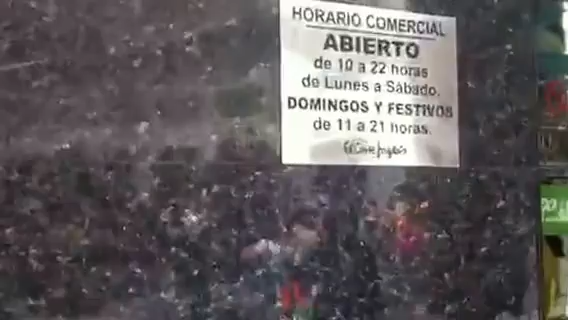 HORARIO COMERCIAL
ABIERTO
de 10 a 22 horas
de Lunes a Sábado.
DOMINGOS Y FESTIVOS
de 11 a 21 horas.
El Corte Inglés